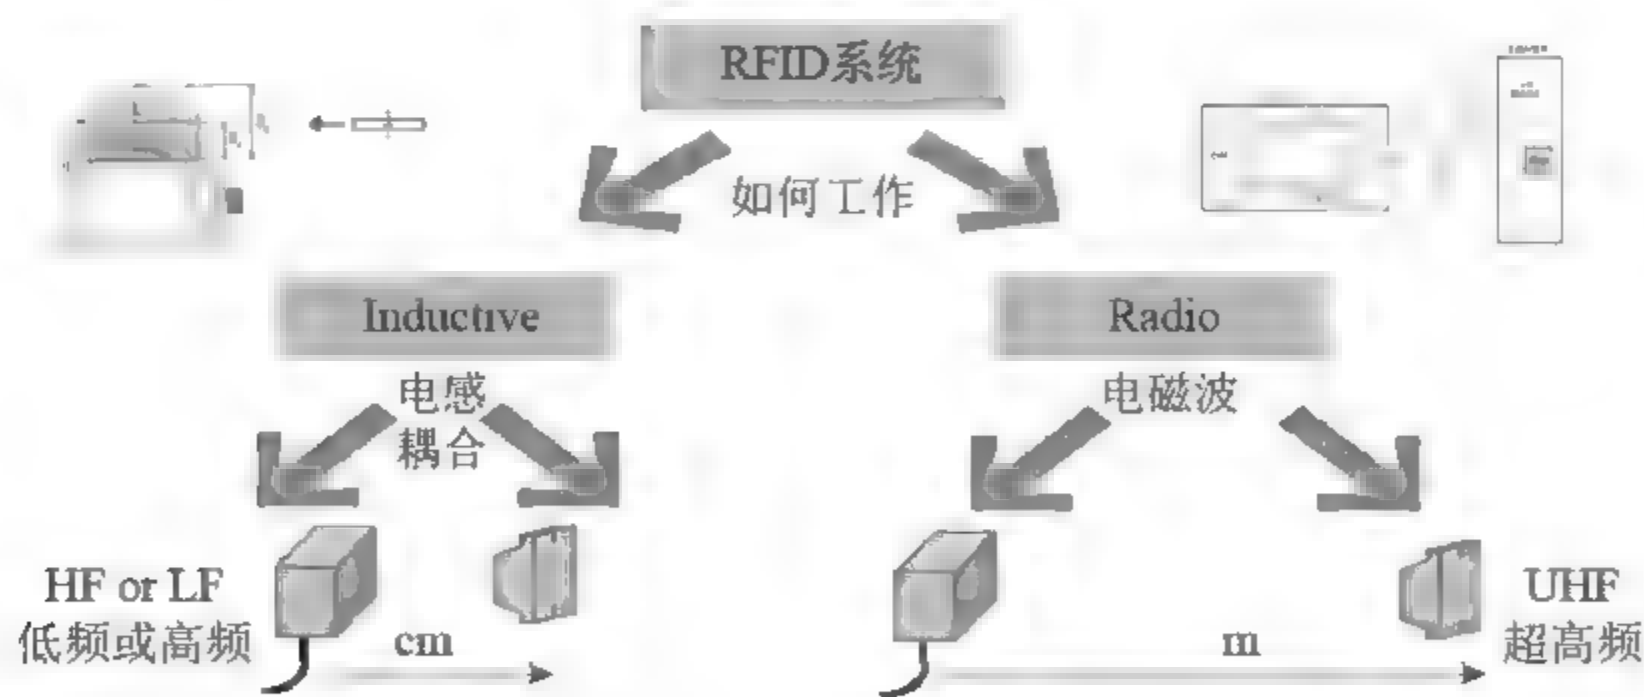 RFID系统
如何工作
Inductive
Radio
电感
耦合
电磁波
HF or LF
低频或高频
cm
m
UHF
超高频